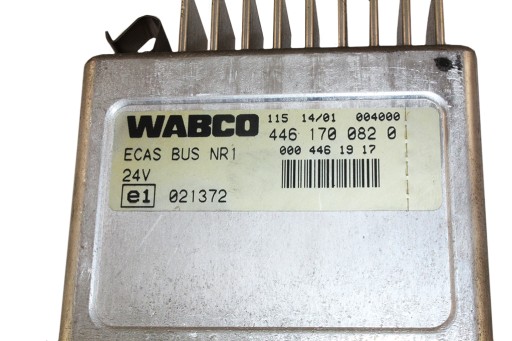 115 14/01 004000
WABCO 446 170 082 0
ECAS BUS NR1 000 446 19 17
24V
e1 021372